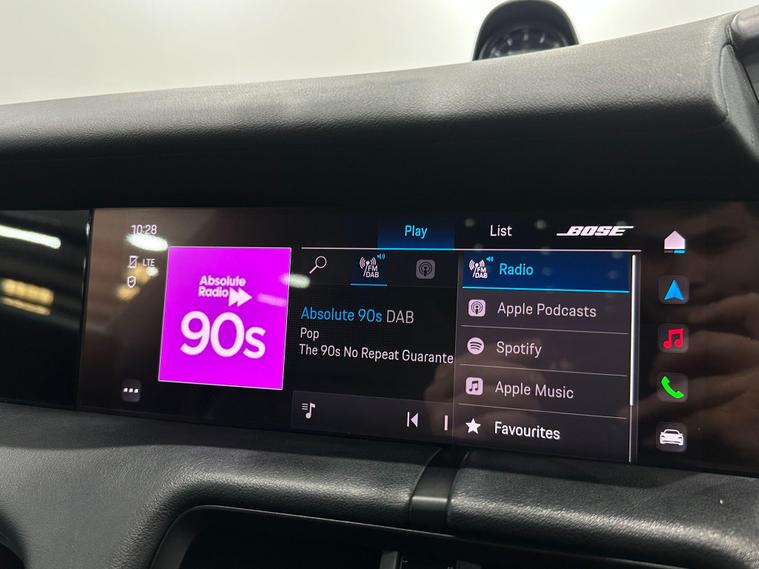 10:28
Play
List
BOSE
LTE
Absolute
Radio
90s
FM
DAB
FM
DAB
Radio
Absolute 90s DAB
Pop
The 90s No Repeat Guarante
Apple Podcasts
Spotify
Apple Music
Favourites